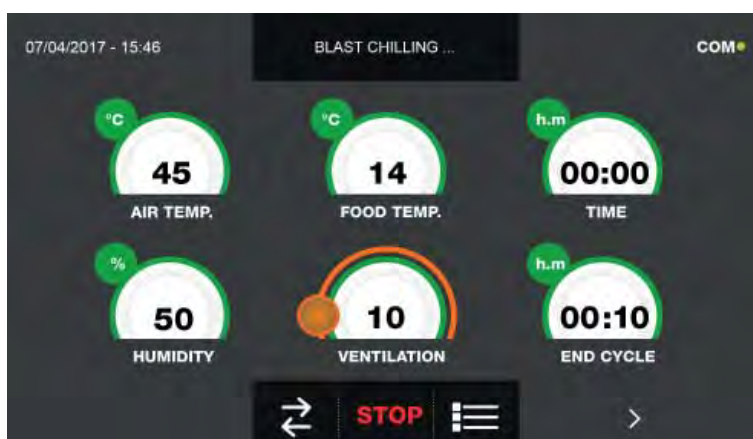 07/04/2017 - 15:46
BLAST CHILLING ...
COM
°C
45
AIR TEMP.
°C
14
FOOD TEMP.
h.m
00:00
TIME
%
50
HUMIDITY
10
VENTILATION
h.m
00:10
END CYCLE
STOP